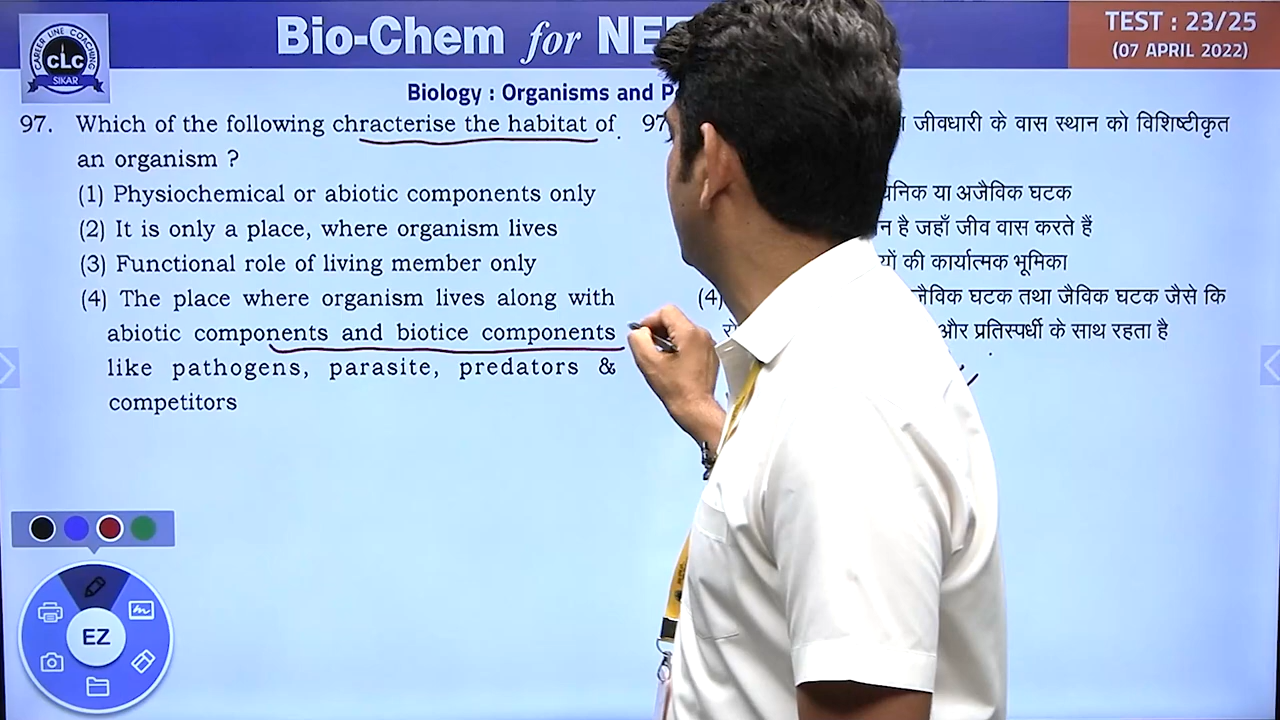 CAREER LINE COACHING
CLC
SIKAR
Bio-Chem for NE
TEST : 23/25
(07 APRIL 2022)
Biology : Organisms and P
97. Which of the following chracterise the habitat of
an organism ?
(1) Physiochemical or abiotic components only
(2) It is only a place, where organism lives
(3) Functional role of living member only
(4) The place where organism lives along with
abiotic components and biotice components
like pathogens, parasite, predators &
competitors
97
जीवधारी के वास स्थान को विशिष्टीकृत
या अजैविक घटक
है जहाँ जीव वास करते हैं
की कार्यात्मक भूमिका
(4) घटक तथा जैविक घटक जैसे कि
और प्रतिस्पर्धी के साथ रहता है
EZ